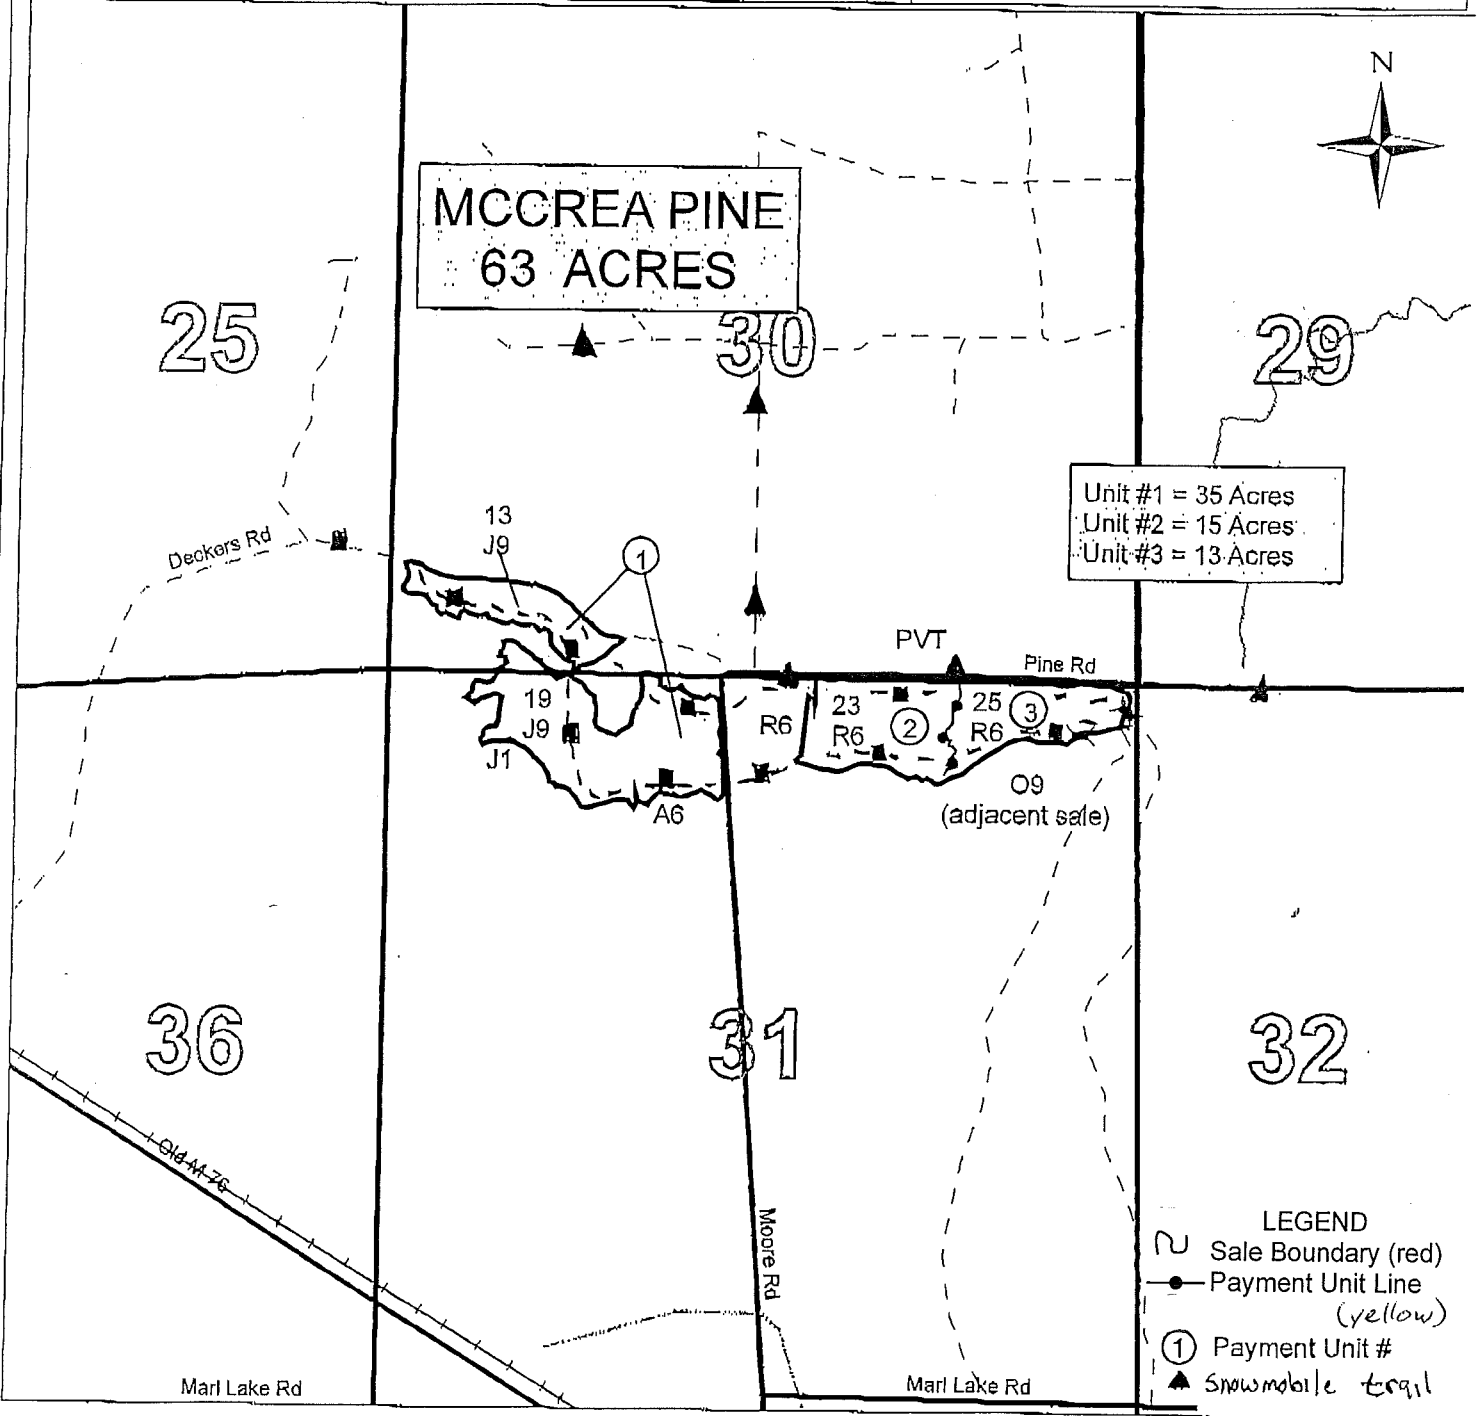 N
MCCREA PINE
63 ACRES
25
30
29
Unit #1 = 35 Acres
Unit #2 = 15 Acres
Unit #3 = 13 Acres
13
J9
1
Deckers Rd
PVT
Pine Rd
19
J9
J1
R6
23
R6
2
25
R6
3
A6
O9
(adjacent sale)
36
31
32
Old M 76
Moore Rd
Marl Lake Rd
Marl Lake Rd
LEGEND
Sale Boundary (red)
Payment Unit Line
(yellow)
1 Payment Unit #
Snowmobile trail